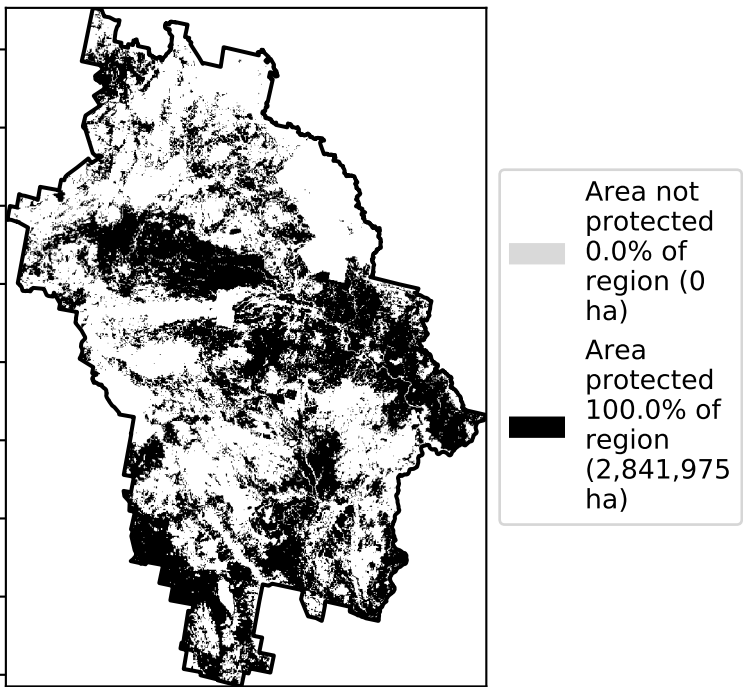 Area not
protected
0.0% of
region (0
ha)
Area
protected
100.0% of
region
(2,841,975
ha)